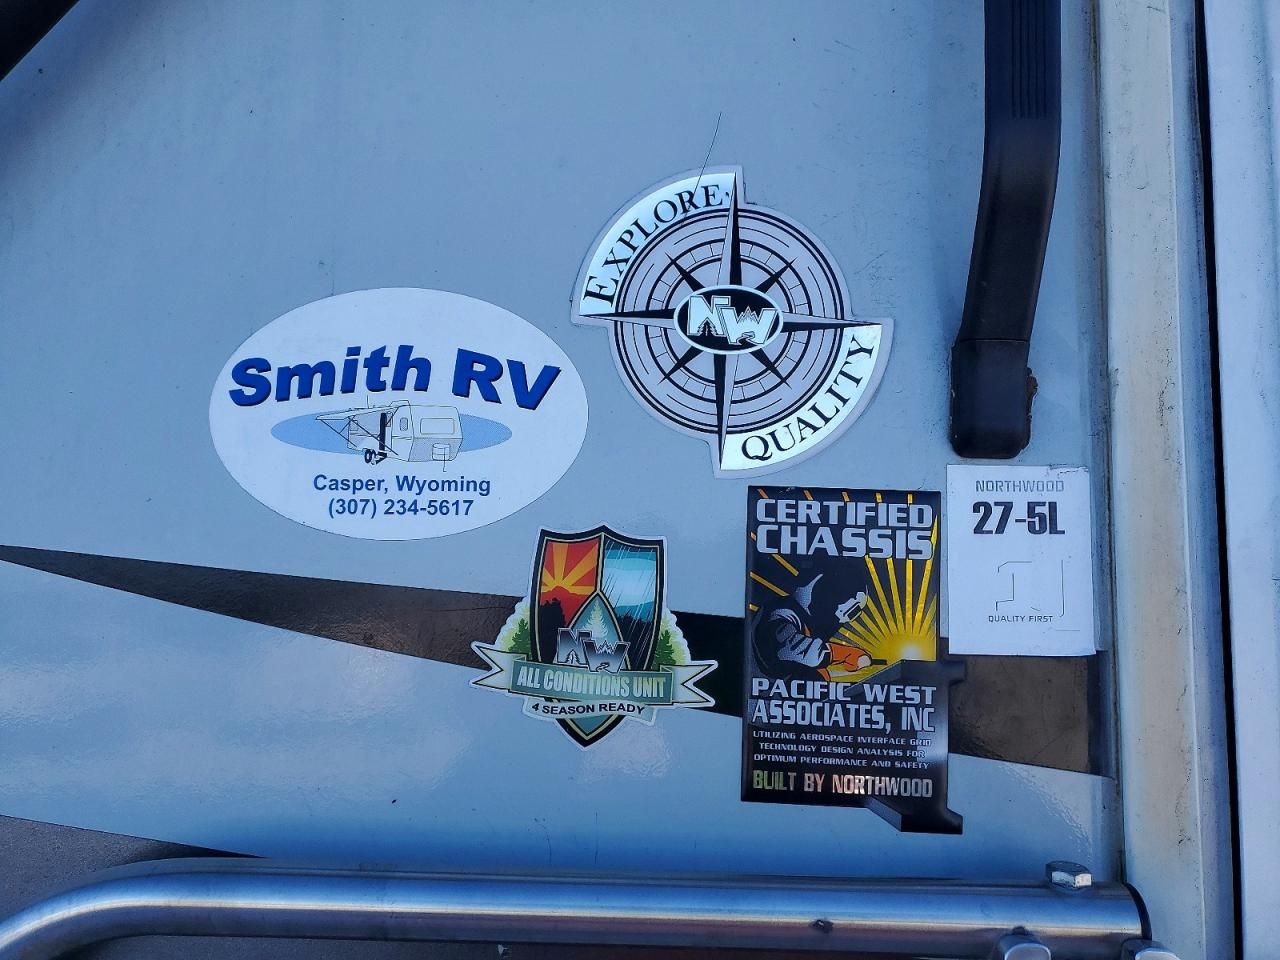 EXPLORE
NW
QUALITY
Smith RV
Casper, Wyoming
(307) 234-5617
NORTHWOOD
27-5L
QUALITY FIRST
CERTIFIED
CHASSIS
PACIFIC WEST
ASSOCIATES, INC
UTILIZING AEROSPACE INTERFACE GRID
TECHNOLOGY DESIGN ANALYSIS FOR
OPTIMUM PERFORMANCE AND SAFETY
BUILT BY NORTHWOOD
NW
ALL CONDITIONS UNIT
4 SEASON READY